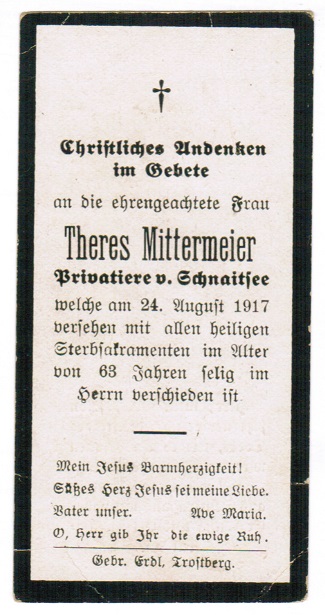 Christliches Andenken
im Gebete
an die ehrengeachtete Frau
Theres Mittermeier
Privatiere v. Schnaitsee
welche am 24. August 1917
versehen mit allen heiligen
Sterbsakramenten im Alter
von 63 Jahren selig im
Herrn verschieden ist
Mein Jesus Barmherzigkeit!
Süßes Herz Jesus sei meine Liebe.
Vater unser. Ave Maria.
O, Herr gib Ihr die ewige Ruh.
Gebr. Erdl, Trostberg.